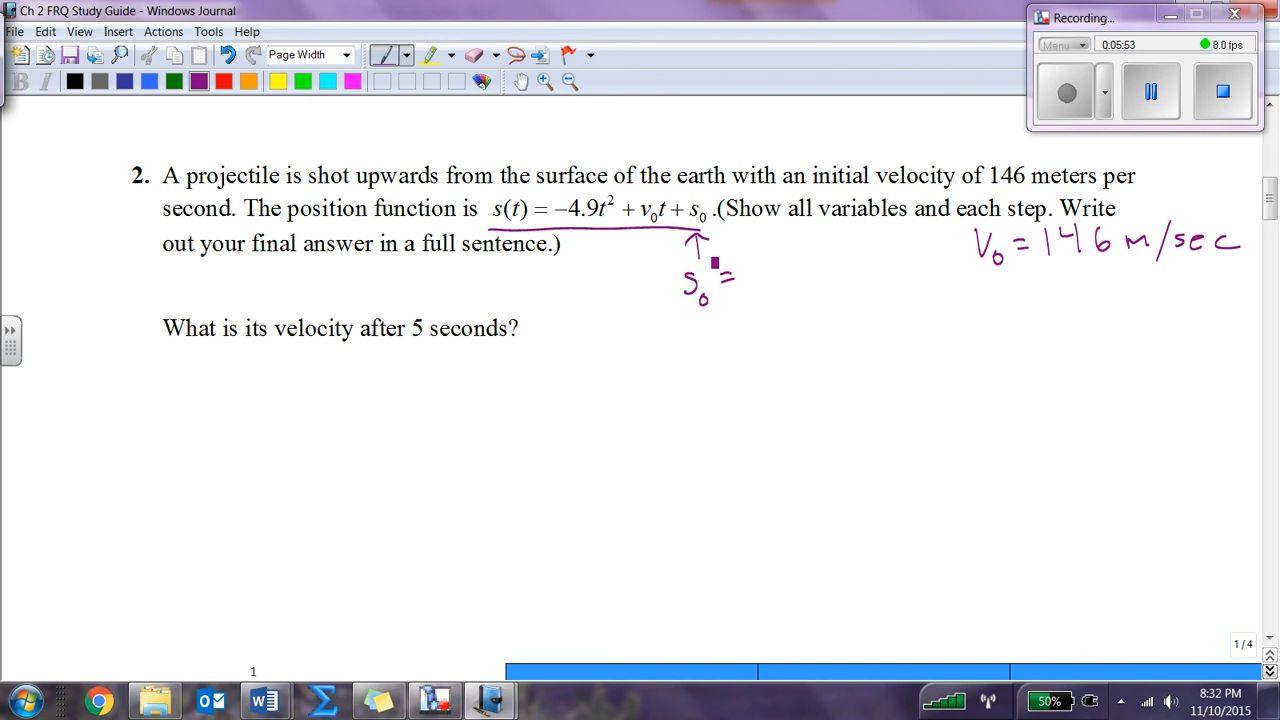 Ch 2 FRQ Study Guide - Windows Journal
Recording...
File Edit View Insert Actions Tools Help
Menu 0:05:53 8.0 fps
Page Width
B I
2. A projectile is shot upwards from the surface of the earth with an initial velocity of 146 meters per
second. The position function is s(t) = −4.9t² + v₀t + s₀ .(Show all variables and each step. Write
out your final answer in a full sentence.)
V₀ = 146 m/sec
s₀ =
What is its velocity after 5 seconds?
1 / 4
1
50%
8:32 PM
11/10/2015